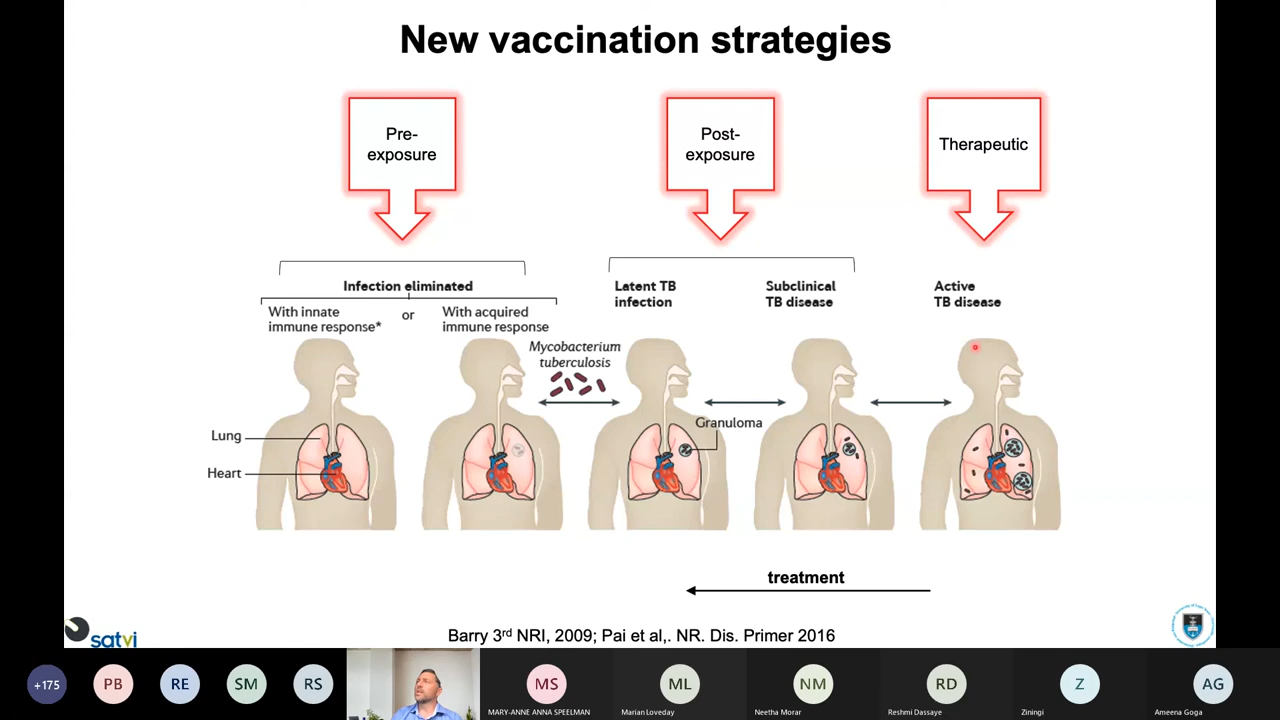 New vaccination strategies
Pre-
exposure
Post-
exposure
Therapeutic
Infection eliminated
With innate
immune response*
or
With acquired
immune response
Latent TB
infection
Subclinical
TB disease
Active
TB disease
Mycobacterium
tuberculosis
Granuloma
Lung
Heart
treatment
satvi
Barry 3rd NRI, 2009; Pai et al,. NR. Dis. Primer 2016
+175
PB
RE
SM
RS
MS
MARY-ANNE ANNA SPEELMAN
ML
Marian Loveday
NM
Neetha Morar
RD
Reshmi Dassaye
Z
Ziningi
AG
Ameena Goga